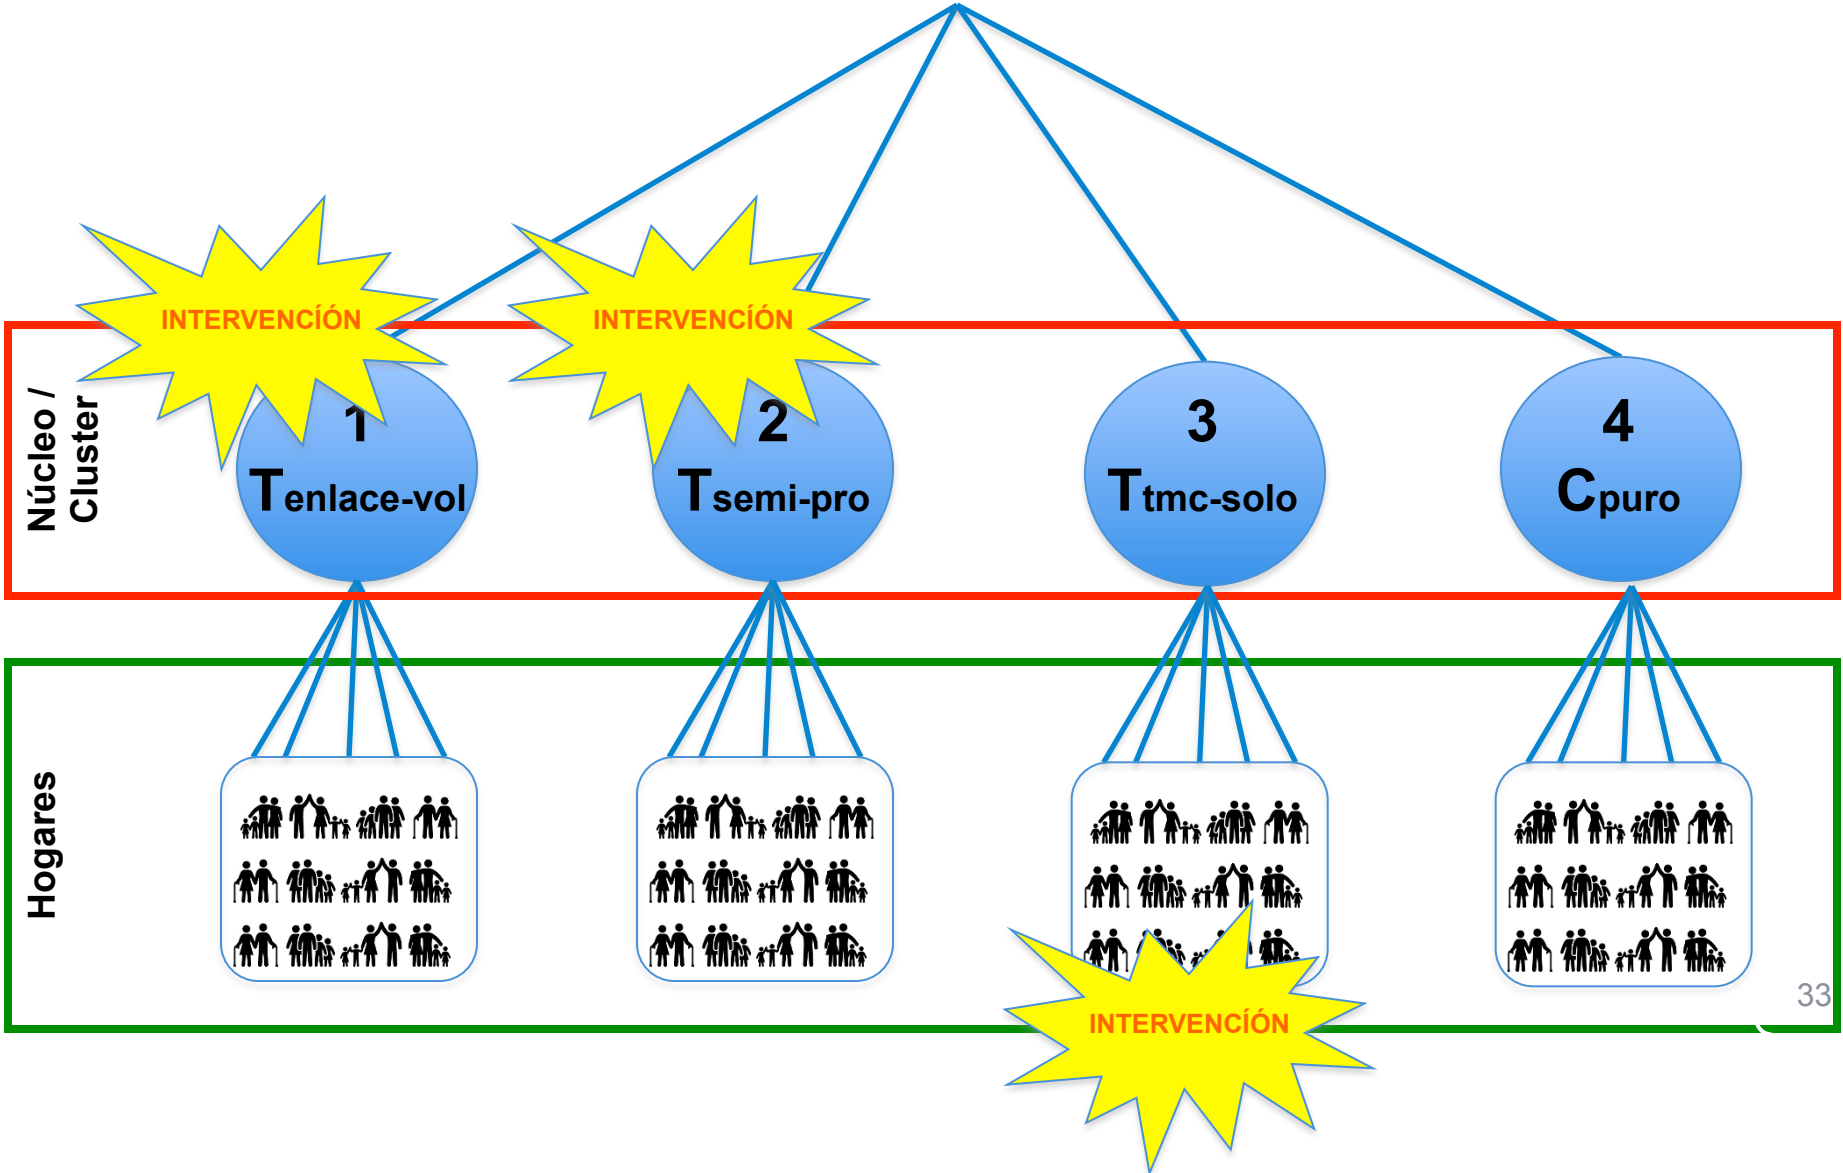 INTERVENCÍÓN
INTERVENCÍÓN
Núcleo /
Cluster
1
Tenlace-vol
2
Tsemi-pro
3
Ttmc-solo
4
Cpuro
Hogares
33
INTERVENCÍÓN